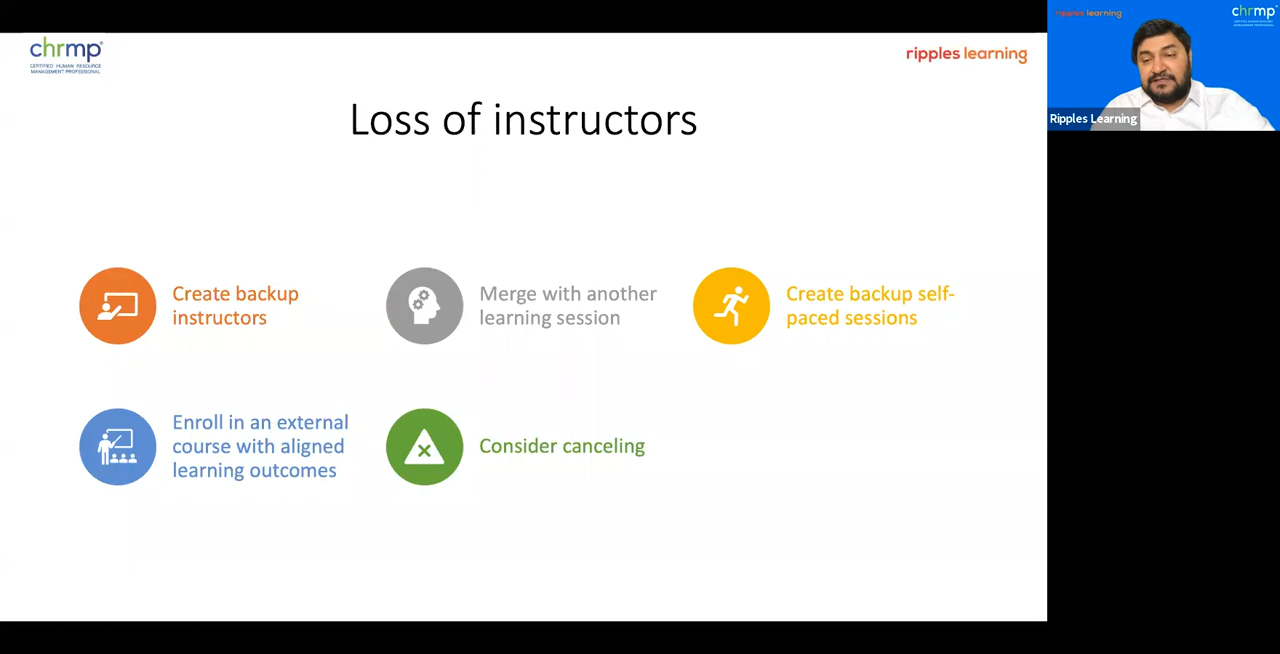 chrmp
CERTIFIED HUMAN RESOURCE
MANAGEMENT PROFESSIONAL
ripples learning
Loss of instructors
Create backup
instructors
Merge with another
learning session
Create backup self-
paced sessions
Enroll in an external
course with aligned
learning outcomes
Consider canceling
ripples learning
chrmp
Ripples Learning